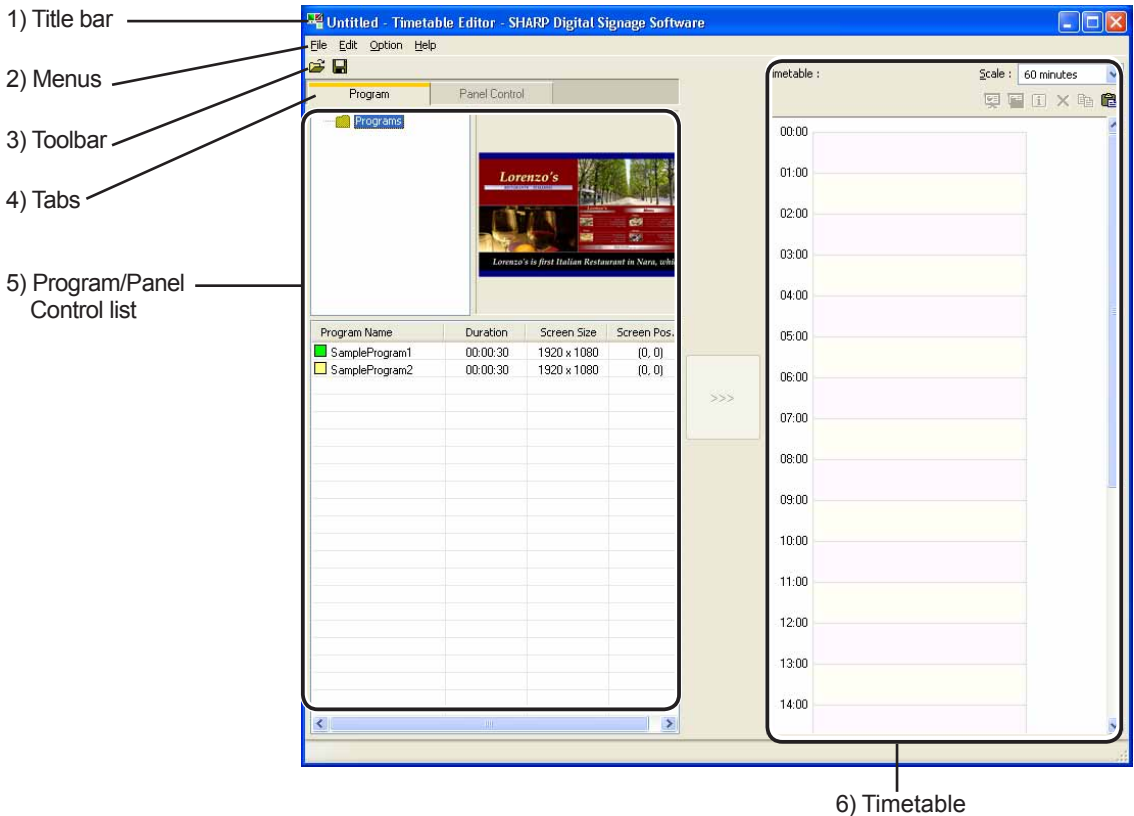 1) Title bar
2) Menus
3) Toolbar
4) Tabs
5) Program/Panel
Control list
Untitled - Timetable Editor - SHARP Digital Signage Software
File Edit Option Help
Program Panel Control
Programs
Lorenzo's
Lorenzo's
Menu
Lorenzo's is first Italian Restaurant in Nara, whi
Program Name Duration Screen Size Screen Pos.
SampleProgram1 00:00:30 1920 x 1080 (0, 0)
SampleProgram2 00:00:30 1920 x 1080 (0, 0)
>>>
imetable : Scale : 60 minutes
00:00
01:00
02:00
03:00
04:00
05:00
06:00
07:00
08:00
09:00
10:00
11:00
12:00
13:00
14:00
6) Timetable